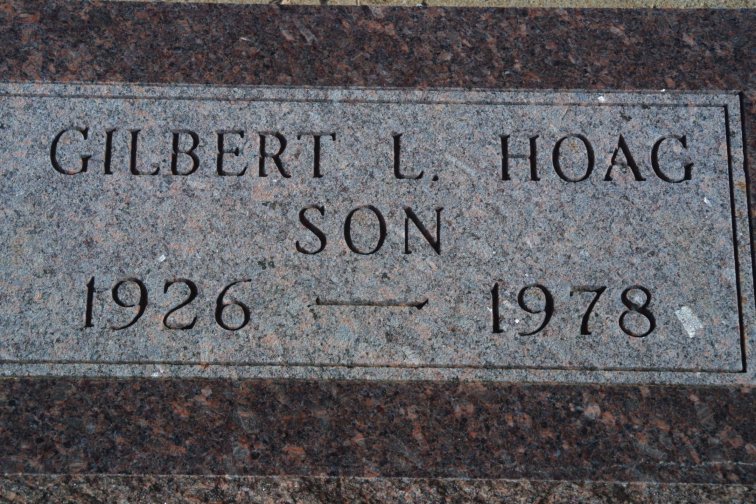 GILBERT L. HOAG
SON
1926 — 1978